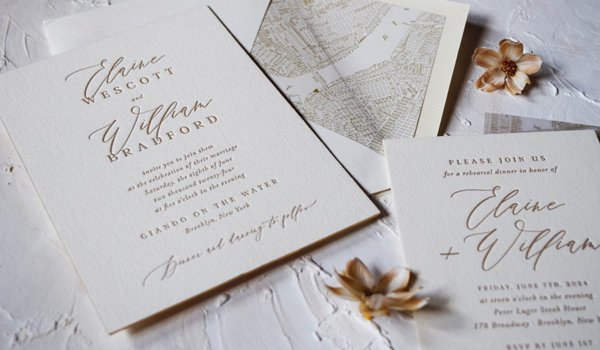 Elaine
WESCOTT
and
William
BRADFORD
invite you to join them
at the celebration of their marriage
Saturday, the eighth of June
two thousand twenty-four
at five o'clock in the evening
GIANDO ON THE WATER
Brooklyn, New York
Dinner and dancing to follow
PLEASE JOIN US
for a rehearsal dinner in honor of
Elaine
+ William
FRIDAY, JUNE 7TH, 2024
at seven o'clock in the evening
Peter Luger Steak House
178 Broadway · Brooklyn, New
RSVP BY JUNE 1ST